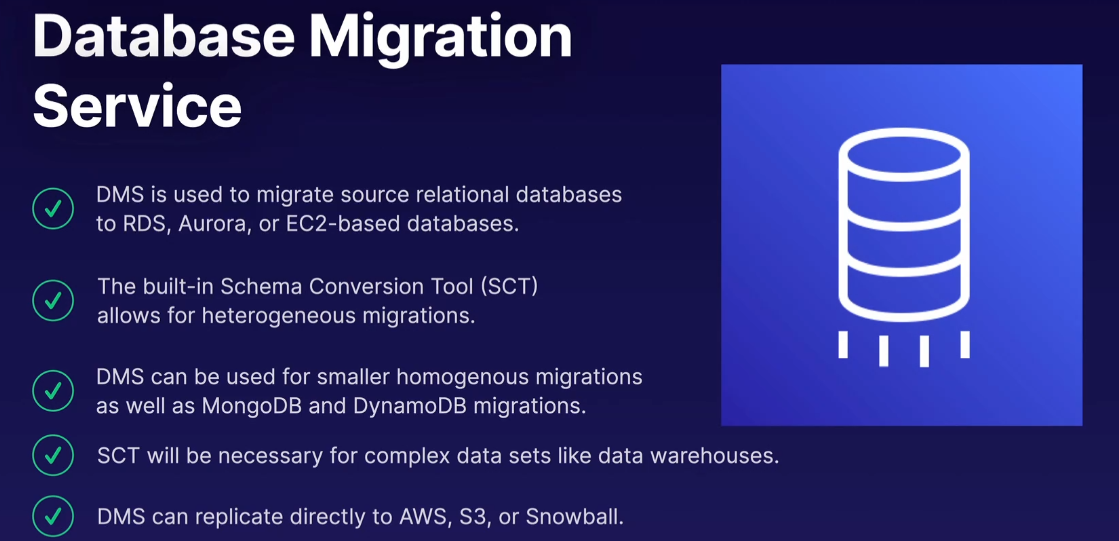 Database Migration
Service
DMS is used to migrate source relational databases
to RDS, Aurora, or EC2-based databases.
The built-in Schema Conversion Tool (SCT)
allows for heterogeneous migrations.
DMS can be used for smaller homogenous migrations
as well as MongoDB and DynamoDB migrations.
SCT will be necessary for complex data sets like data warehouses.
DMS can replicate directly to AWS, S3, or Snowball.